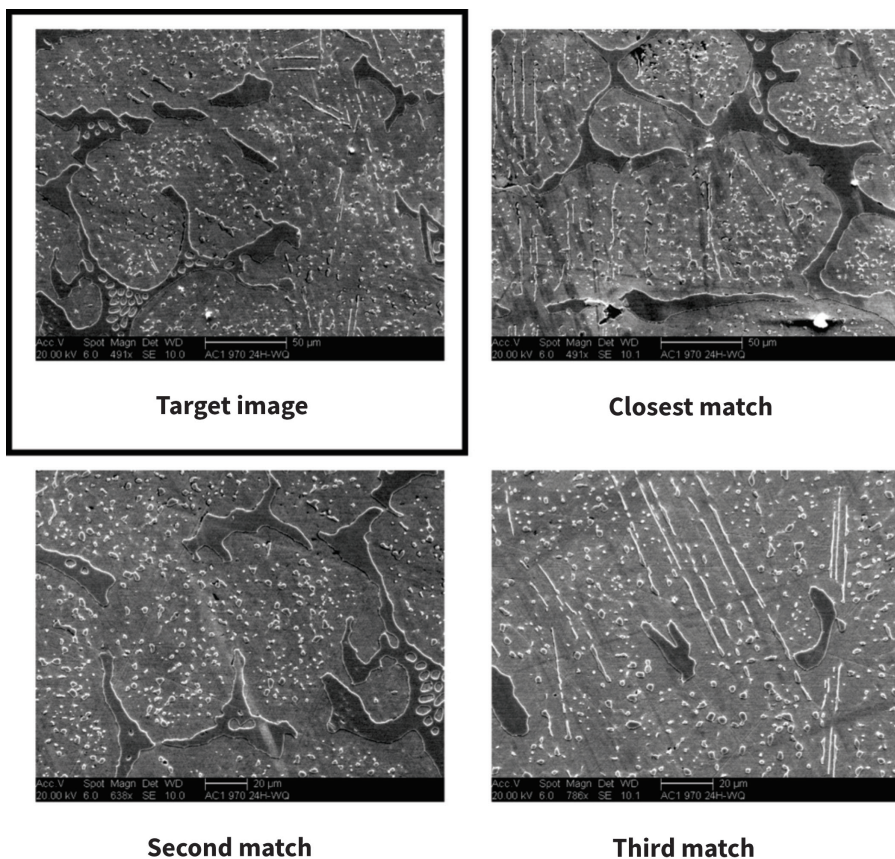 Acc.V Spot Magn Det WD 50 µm
20.00 kV 6.0 491x SE 10.0 AC1 970 24H-WQ
Target image
Acc.V Spot Magn Det WD 50 µm
20.00 kV 6.0 491x SE 10.1 AC1 970 24H-WQ
Closest match
Acc.V Spot Magn Det WD 20 µm
20.00 kV 6.0 638x SE 10.0 AC1 970 24H-WQ
Second match
Acc.V Spot Magn Det WD 20 µm
20.00 kV 6.0 786x SE 10.1 AC1 970 24H-WQ
Third match